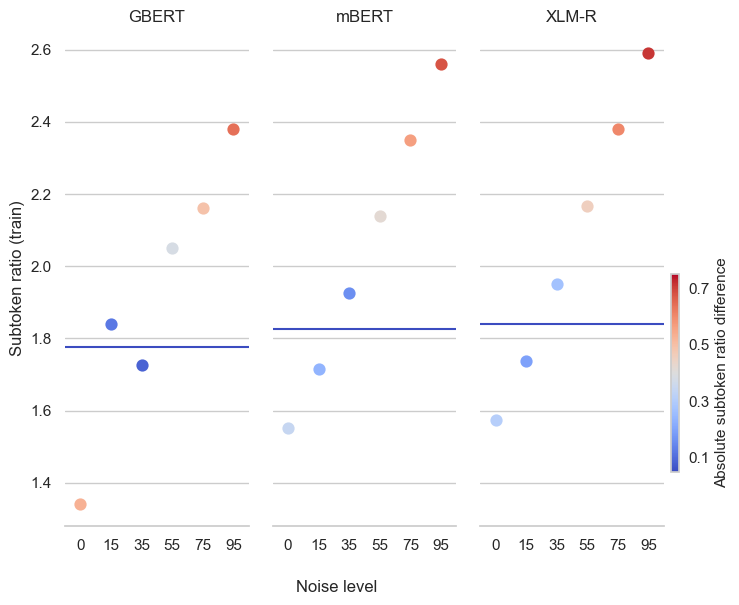 GBERT mBERT XLM-R
Subtoken ratio (train)
2.6
2.4
2.2
2.0
1.8
1.6
1.4
0 15 35 55 75 95 0 15 35 55 75 95 0 15 35 55 75 95
Noise level
0.7
0.5
0.3
0.1
Absolute subtoken ratio difference